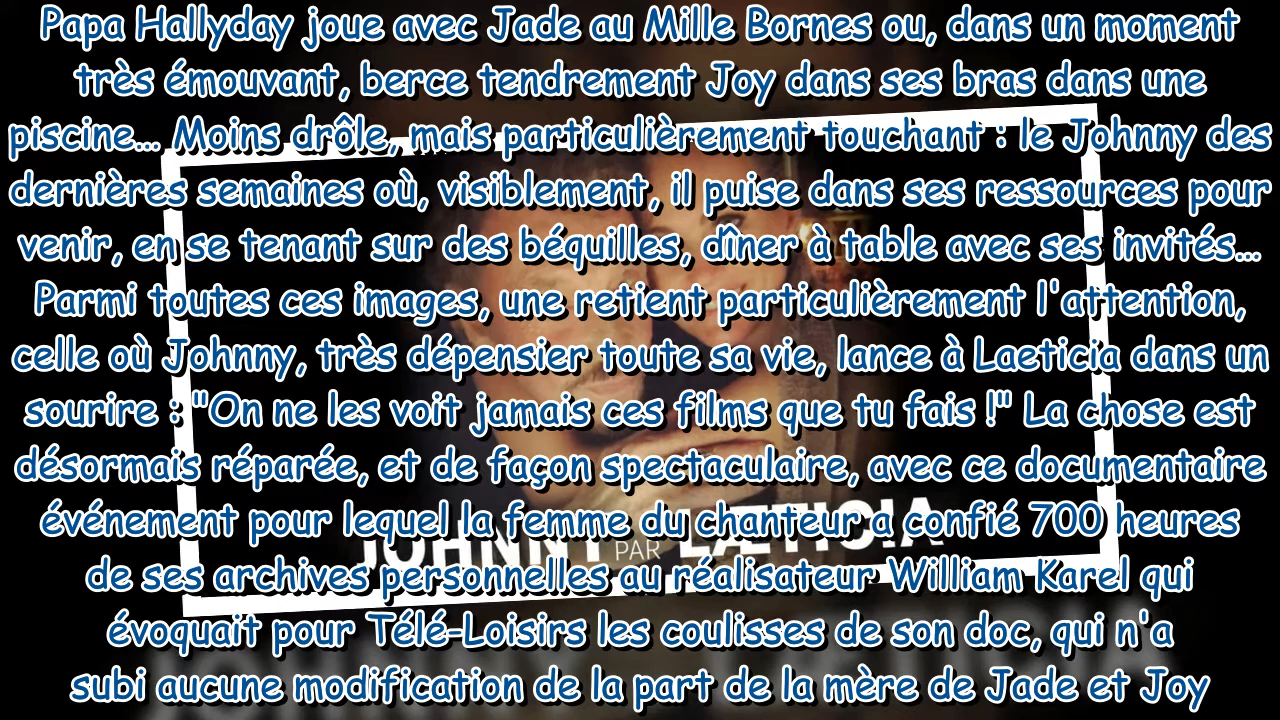 Papa Hallyday joue avec Jade au Mille Bornes ou, dans un moment
très émouvant, berce tendrement Joy dans ses bras dans une
piscine... Moins drôle, mais particulièrement touchant : le Johnny des
dernières semaines où, visiblement, il puise dans ses ressources pour
venir, en se tenant sur des béquilles, dîner à table avec ses invités...
Parmi toutes ces images, une retient particulièrement l'attention,
celle où Johnny, très dépensier toute sa vie, lance à Laeticia dans un
sourire : "On ne les voit jamais ces films que tu fais !" La chose est
désormais réparée, et de façon spectaculaire, avec ce documentaire
événement pour lequel la femme du chanteur a confié 700 heures
JOHNNY PAR LÆTICIA
de ses archives personnelles au réalisateur William Karel qui
évoquait pour Télé-Loisirs les coulisses de son doc, qui n'a
subi aucune modification de la part de la mère de Jade et Joy